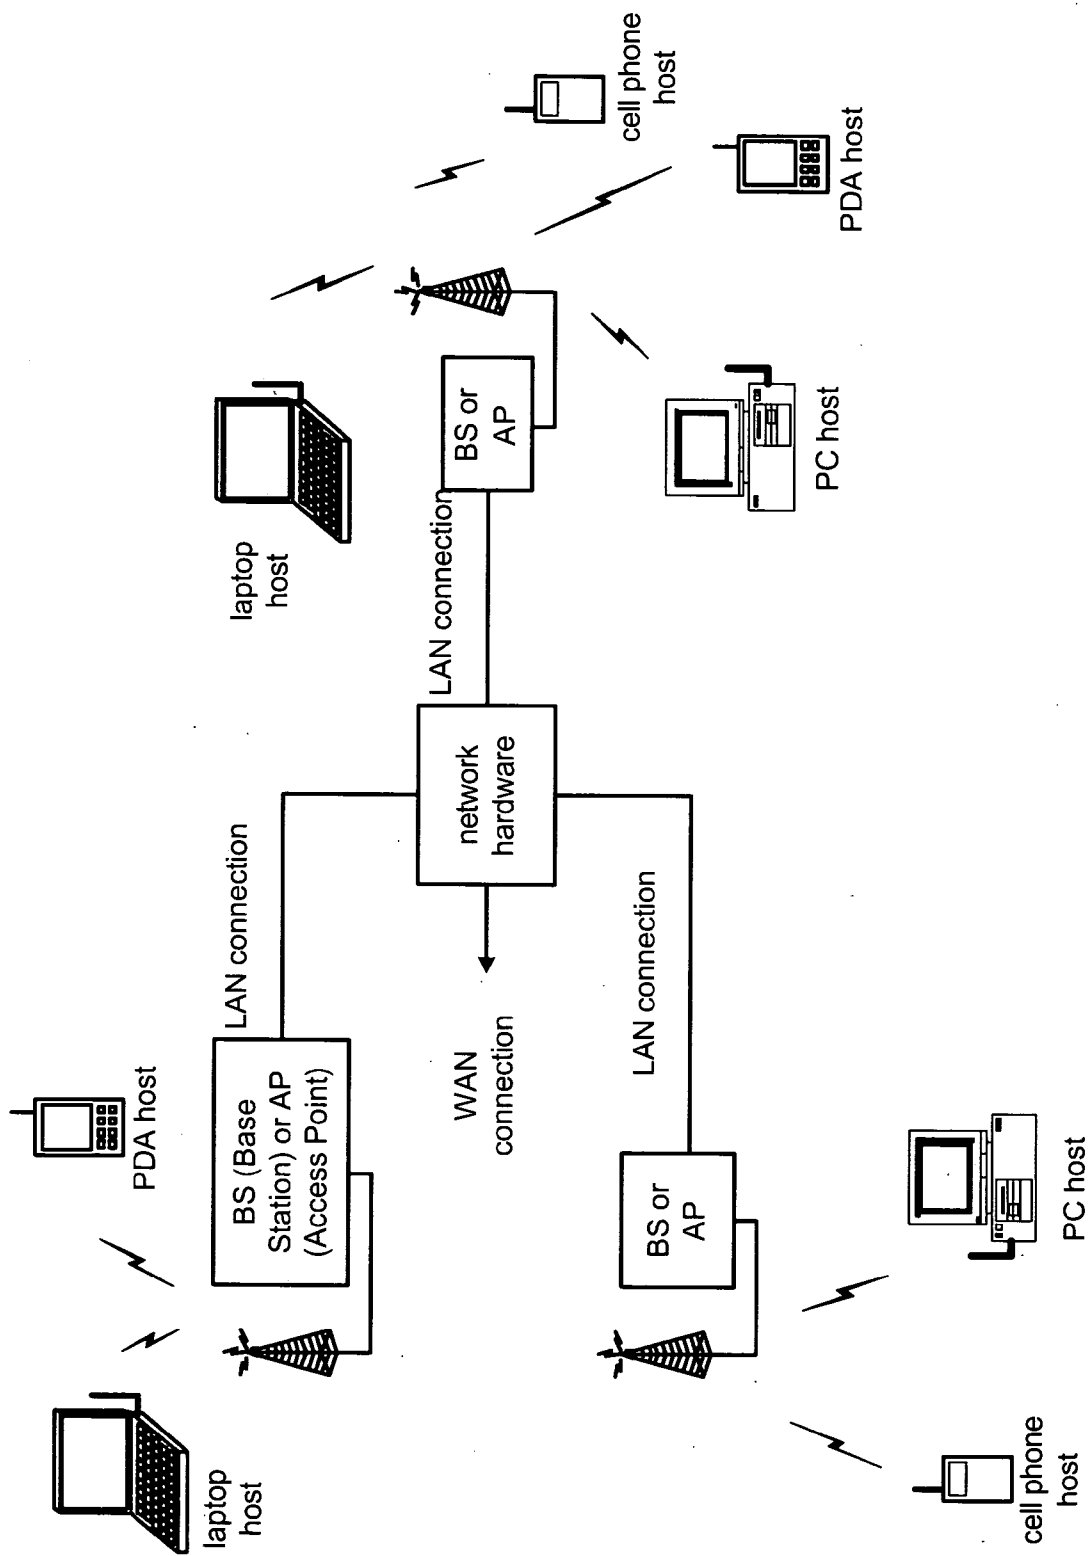 laptop
host
PDA host
BS (Base
Station) or AP
(Access Point)
LAN connection
WAN
connection
network
hardware
BS or
AP
LAN connection
cell phone
host
PC host
laptop
host
LAN connection
BS or
AP
PC host
cell phone
host
PDA host